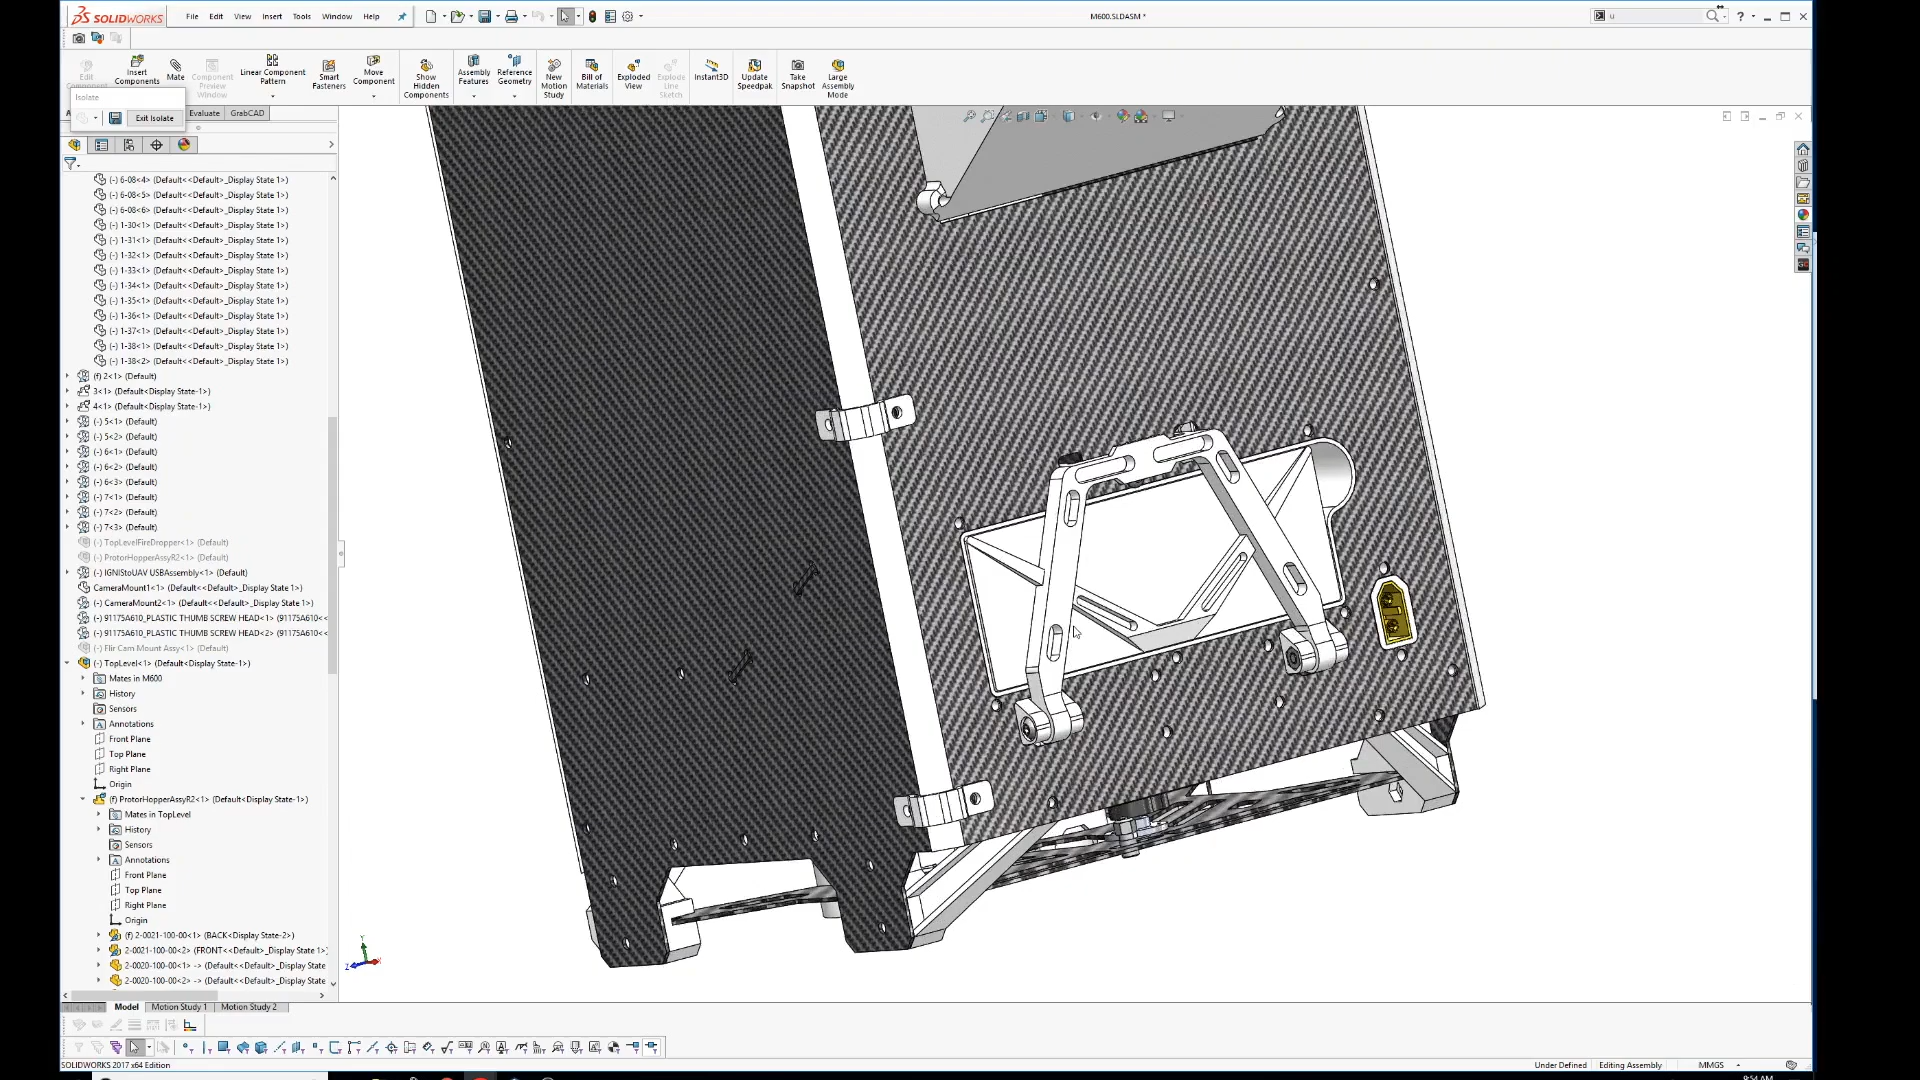 SOLIDWORKS
File Edit View Insert Tools Window Help
M600.SLDASM *
u
?
Edit Component
Insert Components
Mate
Component Preview Window
Linear Component Pattern
Smart Fasteners
Move Component
Show Hidden Components
Assembly Features
Reference Geometry
New Motion Study
Bill of Materials
Exploded View
Explode Line Sketch
Instant3D
Update Speedpak
Take Snapshot
Large Assembly Mode
Isolate
Exit Isolate
Evaluate
GrabCAD
(-) 6-08<4> (Default<<Default>_Display State 1>)
(-) 6-08<5> (Default<<Default>_Display State 1>)
(-) 6-08<6> (Default<<Default>_Display State 1>)
(-) 1-30<1> (Default<<Default>_Display State 1>)
(-) 1-31<1> (Default<<Default>_Display State 1>)
(-) 1-32<1> (Default<<Default>_Display State 1>)
(-) 1-33<1> (Default<<Default>_Display State 1>)
(-) 1-34<1> (Default<<Default>_Display State 1>)
(-) 1-35<1> (Default<<Default>_Display State 1>)
(-) 1-36<1> (Default<<Default>_Display State 1>)
(-) 1-37<1> (Default<<Default>_Display State 1>)
(-) 1-38<1> (Default<<Default>_Display State 1>)
(-) 1-38<2> (Default<<Default>_Display State 1>)
(f) 2<1> (Default)
3<1> (Default<Display State-1>)
4<1> (Default<Display State-1>)
(-) 5<1> (Default)
(-) 5<2> (Default)
(-) 6<1> (Default)
(-) 6<2> (Default)
(-) 6<3> (Default)
(-) 7<1> (Default)
(-) 7<2> (Default)
(-) 7<3> (Default)
(-) TopLevelFireDropper<1> (Default)
(-) ProtorHopperAssyR2<1> (Default)
(-) IGNIStoUAV USBAssembly<1> (Default)
CameraMount1<1> (Default<<Default>_Display State 1>)
(-) CameraMount2<1> (Default<<Default>_Display State 1>)
(-) 91175A610_PLASTIC THUMB SCREW HEAD<1> (91175A610<<
(-) 91175A610_PLASTIC THUMB SCREW HEAD<2> (91175A610<<
(-) Flir Cam Mount Assy<1> (Default)
(-) TopLevel<1> (Default<Display State-1>)
Mates in M600
History
Sensors
Annotations
Front Plane
Top Plane
Right Plane
Origin
(f) ProtorHopperAssyR2<1> (Default<Display State-1>)
Mates in TopLevel
History
Sensors
Annotations
Front Plane
Top Plane
Right Plane
Origin
(f) 2-0021-100-00<1> (BACK<Display State-2>)
2-0021-100-00<2> (FRONT<<Default>_Display State 1>)
2-0020-100-00<1> -> (Default<<Default>_Display State
2-0020-100-00<2> -> (Default<<Default>_Display State
Y
Z
X
Model Motion Study 1 Motion Study 2
SOLIDWORKS 2017 x64 Edition
Under Defined Editing Assembly MMGS